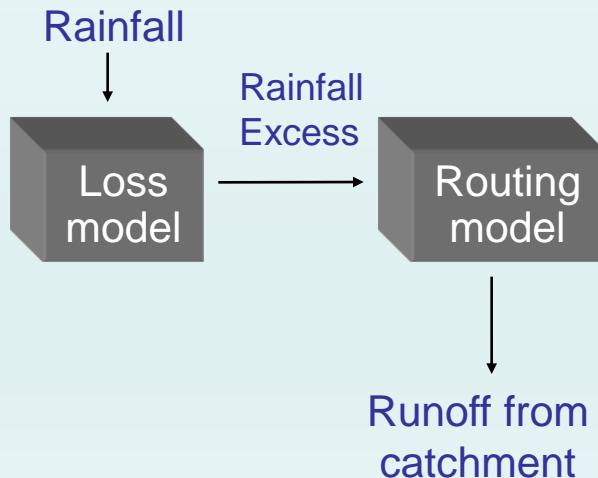 Rainfall
Rainfall
Excess
Loss
model
Routing
model
Runoff from
catchment